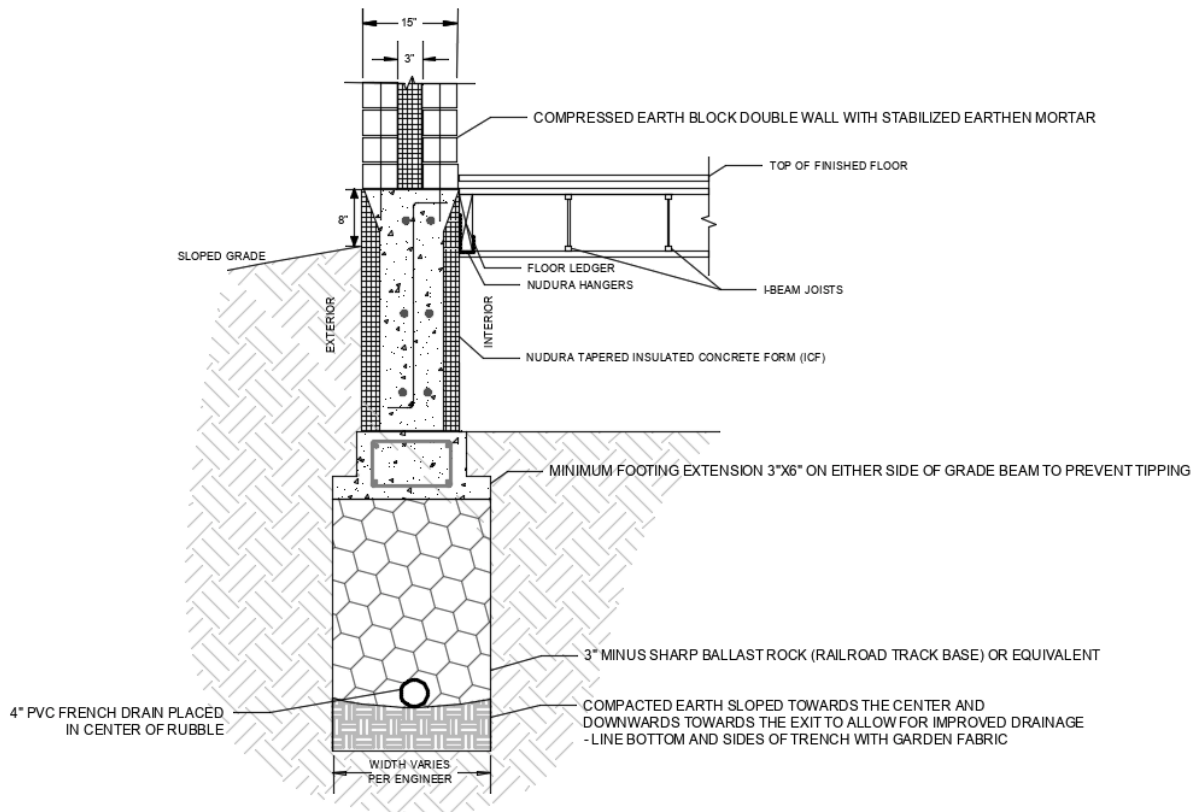 15"
3"
COMPRESSED EARTH BLOCK DOUBLE WALL WITH STABILIZED EARTHEN MORTAR
TOP OF FINISHED FLOOR
8"
SLOPED GRADE
FLOOR LEDGER
NUDURA HANGERS
I-BEAM JOISTS
EXTERIOR
INTERIOR
NUDURA TAPERED INSULATED CONCRETE FORM (ICF)
MINIMUM FOOTING EXTENSION 3"X6" ON EITHER SIDE OF GRADE BEAM TO PREVENT TIPPING
3" MINUS SHARP BALLAST ROCK (RAILROAD TRACK BASE) OR EQUIVALENT
4" PVC FRENCH DRAIN PLACED
IN CENTER OF RUBBLE
COMPACTED EARTH SLOPED TOWARDS THE CENTER AND
DOWNWARDS TOWARDS THE EXIT TO ALLOW FOR IMPROVED DRAINAGE
- LINE BOTTOM AND SIDES OF TRENCH WITH GARDEN FABRIC
WIDTH VARIES
PER ENGINEER